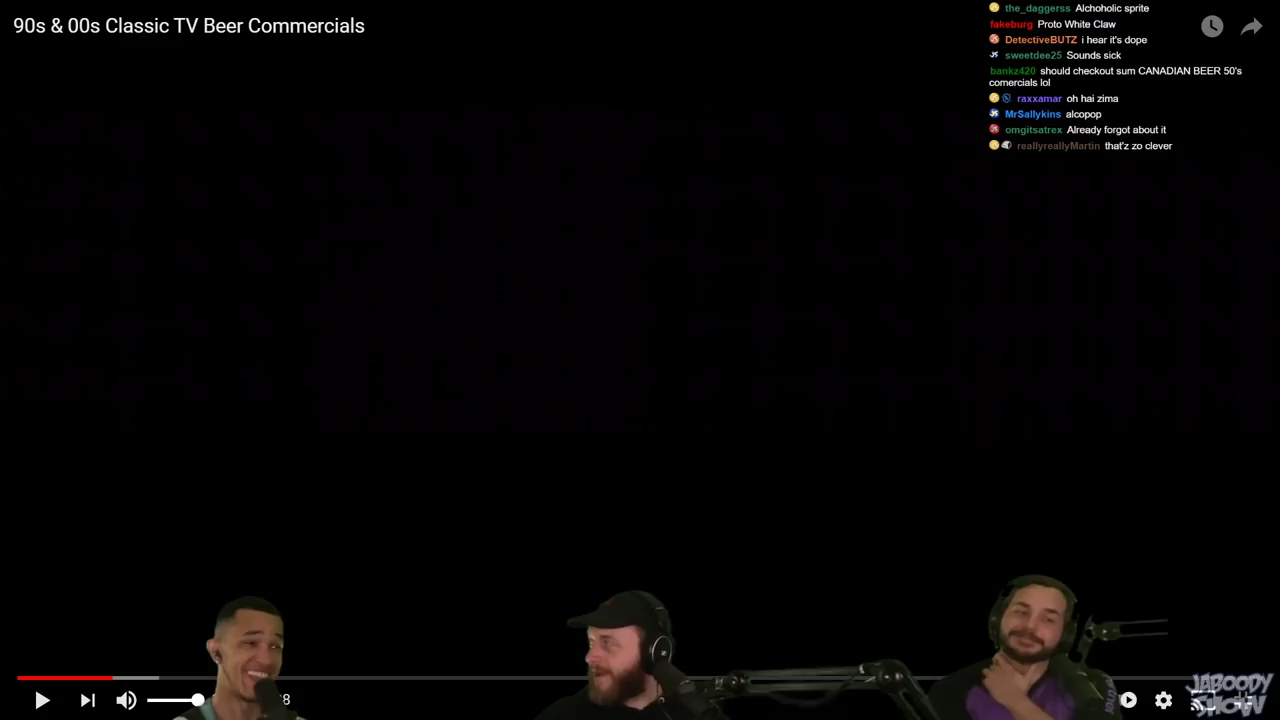 90s & 00s Classic TV Beer Commercials
the_daggerss Alchoholic sprite
fakeburg Proto White Claw
DetectiveBUTZ i hear it's dope
sweetdee25 Sounds sick
bankz420 should checkout sum CANADIAN BEER 50's
comercials lol
raxxamar oh hai zima
MrSallykins alcopop
omgitsatrex Already forgot about it
reallyreallyMartin that'z zo clever
8
JABOODY
SHOW